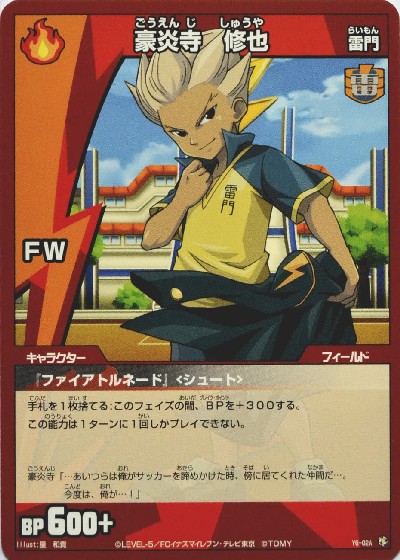 ごうえんじ しゅうや
豪炎寺 修也
らいもん
雷門
雷
雷門
FW
キャラクター
フィールド
『ファイアトルネード』<シュート>
手札を1枚捨てる:このフェイズの間、BPを+300する。
この能力は1ターンに1回しかプレイできない。
豪炎寺「…あいつらは俺がサッカーを諦めかけた時、傍に居てくれた仲間だ…。
今度は、俺が…!」
BP 600+
Illust:星 和貴
©LEVEL-5/FCイナズマイレブン・テレビ東京 ©TOMY
YG-02A